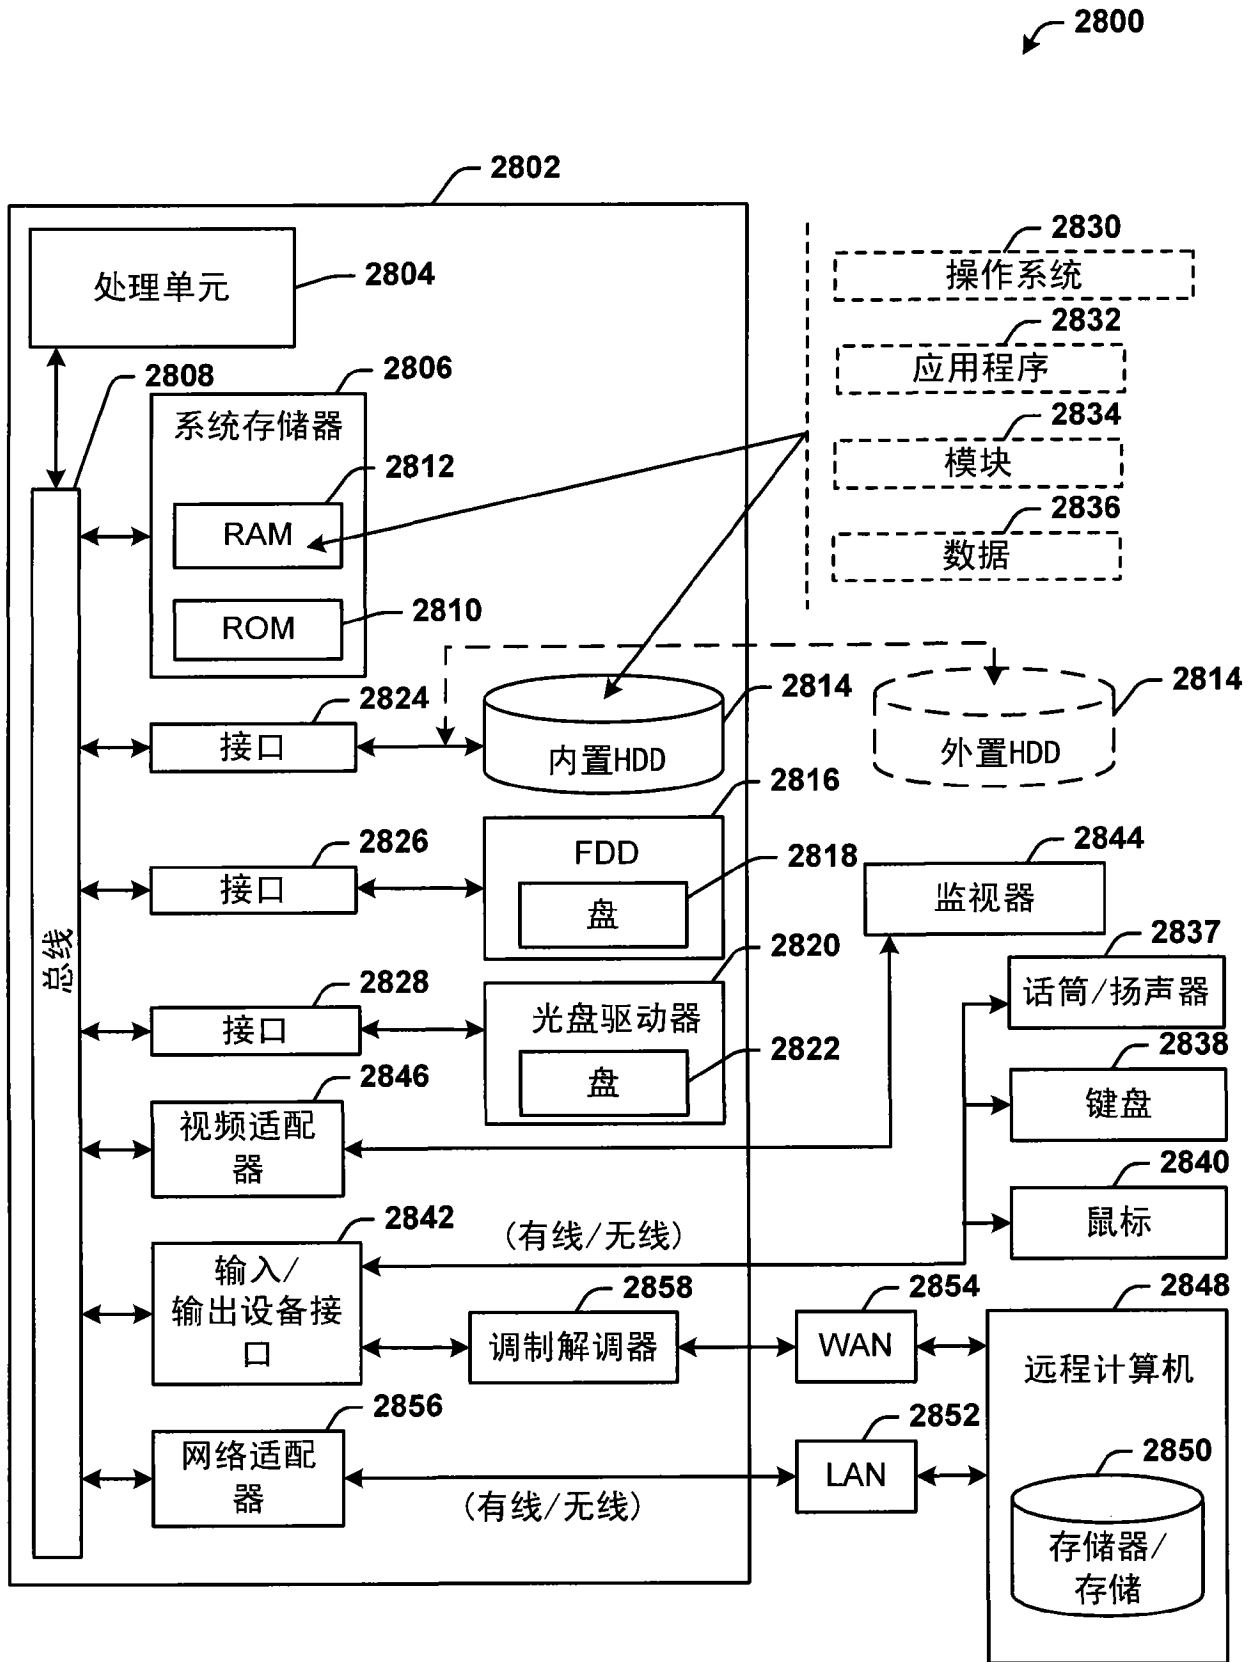 2800
2802
处理单元
2804
2830
操作系统
2832
应用程序
2834
模块
2836
数据
2808
2806
系统存储器
2812
RAM
2810
ROM
2824
接口
2814
内置HDD
2814
外置HDD
2816
FDD
2818
盘
2826
接口
2844
监视器
总线
2820
光盘驱动器
2822
盘
2828
接口
2837
话筒/扬声器
2838
键盘
2846
视频适配
器
2840
鼠标
2842
输入/
输出设备接
口
(有线/无线)
2858
调制解调器
2854
WAN
2848
远程计算机
2856
网络适配
器
(有线/无线)
2852
LAN
2850
存储器/
存储